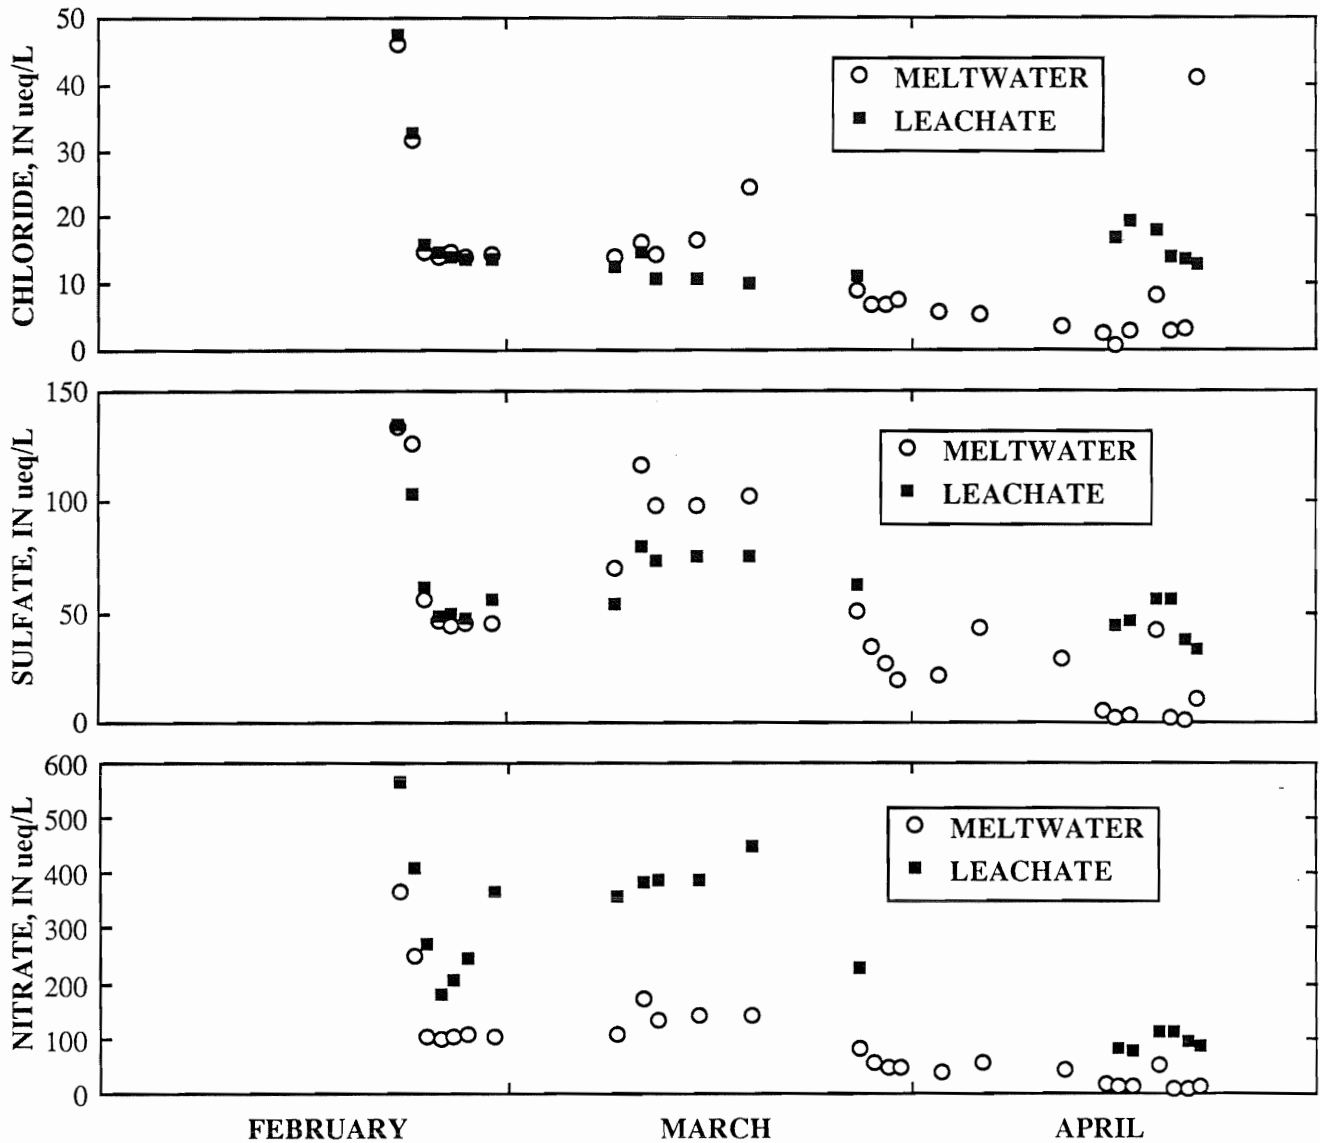 CHLORIDE, IN ueq/L
50
40
30
20
10
0
MELTWATER
LEACHATE
SULFATE, IN ueq/L
150
100
50
0
MELTWATER
LEACHATE
NITRATE, IN ueq/L
600
500
400
300
200
100
0
MELTWATER
LEACHATE
FEBRUARY MARCH APRIL